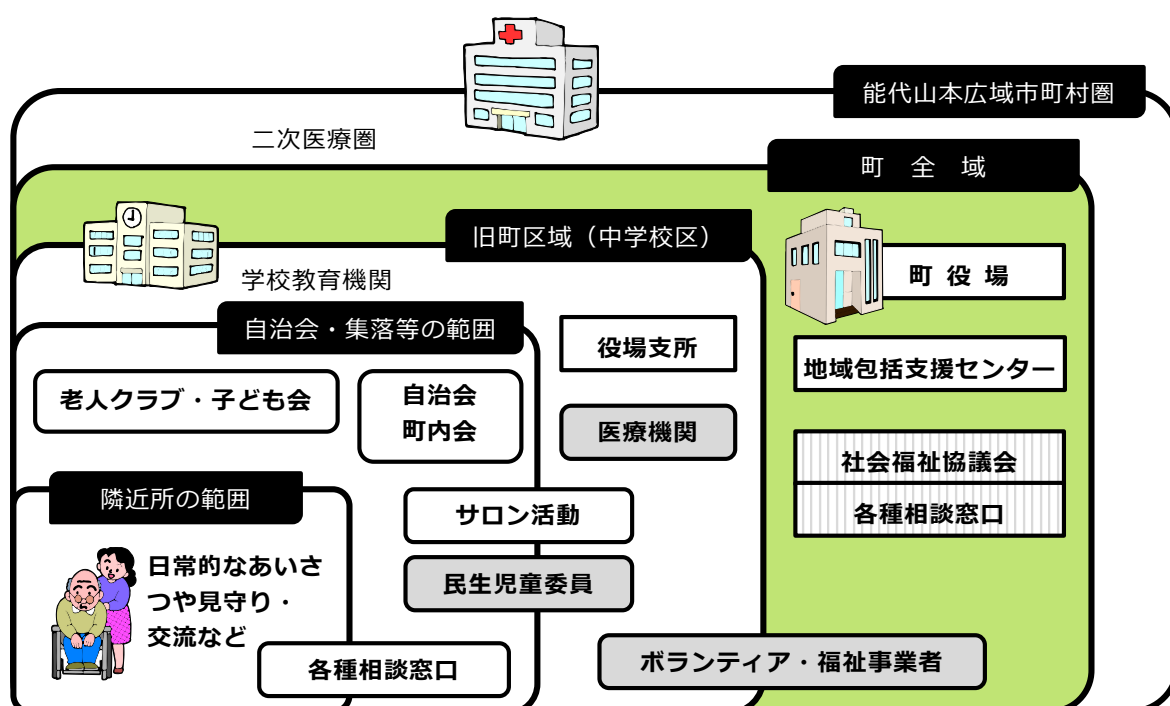 能代山本広域市町村圏
二次医療圏
町　全　域
旧町区域（中学校区）
町 役 場
学校教育機関
自治会・集落等の範囲
役場支所
地域包括支援センター
老人クラブ・子ども会
自治会
町内会
医療機関
社会福祉協議会
各種相談窓口
隣近所の範囲
サロン活動
日常的なあいさ
つや見守り・
交流など
民生児童委員
各種相談窓口
ボランティア・福祉事業者